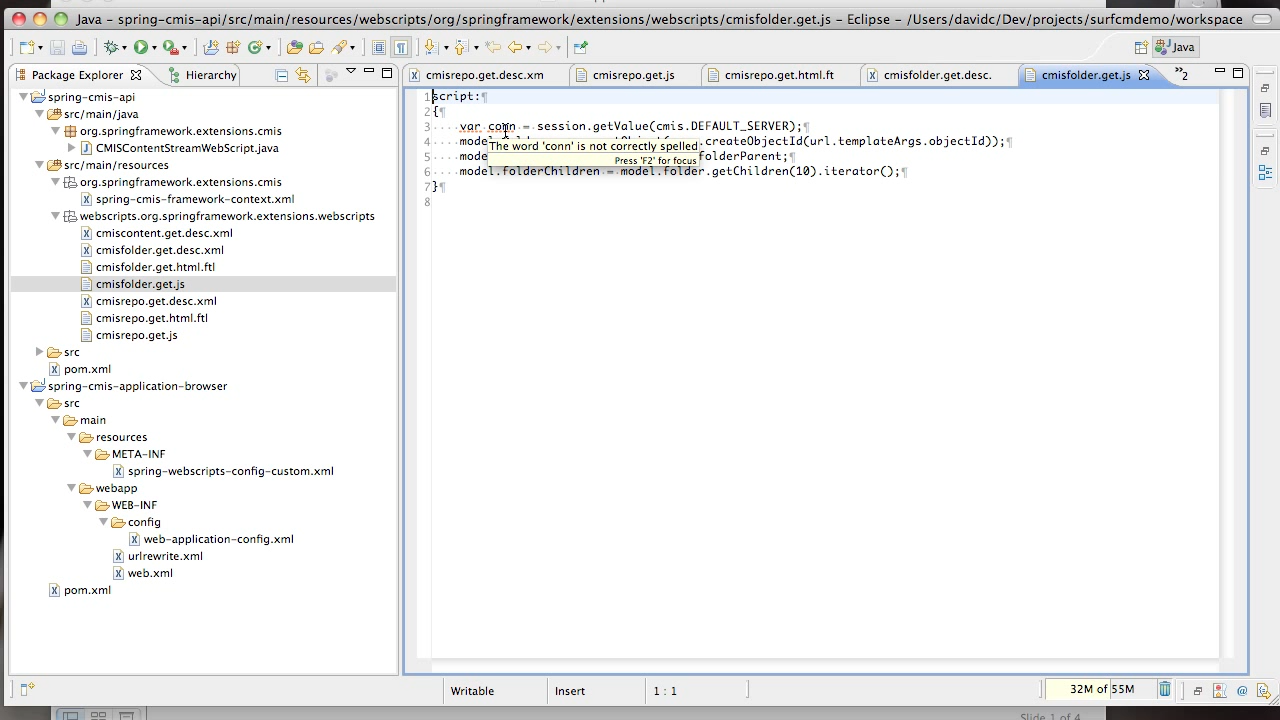 Java - spring-cmis-api/src/main/resources/webscripts/org/springframework/extensions/webscripts/cmisfolder.get.js - Eclipse - /Users/davidc/Dev/projects/surfcmdemo/workspace
Java
Package Explorer
Hierarchy
cmisrepo.get.desc.xm
cmisrepo.get.js
cmisrepo.get.html.ft
cmisfolder.get.desc.
cmisfolder.get.js
»2
spring-cmis-api
src/main/java
org.springframework.extensions.cmis
CMISContentStreamWebScript.java
src/main/resources
org.springframework.extensions.cmis
spring-cmis-framework-context.xml
webscripts.org.springframework.extensions.webscripts
cmiscontent.get.desc.xml
cmisfolder.get.desc.xml
cmisfolder.get.html.ftl
cmisfolder.get.js
cmisrepo.get.desc.xml
cmisrepo.get.html.ftl
cmisrepo.get.js
src
pom.xml
spring-cmis-application-browser
src
main
resources
META-INF
spring-webscripts-config-custom.xml
webapp
WEB-INF
config
web-application-config.xml
urlrewrite.xml
web.xml
pom.xml
1 script:¶
2 {¶
3 ····var conn = session.getValue(cmis.DEFAULT_SERVER);¶
4 ····mode .createObjectId(url.templateArgs.objectId));¶
5 ····mode folderParent;¶
6 ····model.folderChildren = model.folder.getChildren(10).iterator();¶
7 }¶
8
The word 'conn' is not correctly spelled
Press 'F2' for focus
Writable
Insert
1 : 1
32M of 55M
Slide 1 of 4